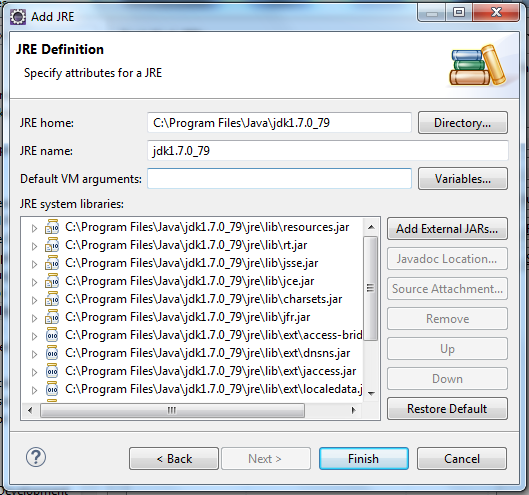 Add JRE
JRE Definition
Specify attributes for a JRE
JRE home:
C:\Program Files\Java\jdk1.7.0_79
Directory...
JRE name:
jdk1.7.0_79
Default VM arguments:
Variables...
JRE system libraries:
C:\Program Files\Java\jdk1.7.0_79\jre\lib\resources.jar
C:\Program Files\Java\jdk1.7.0_79\jre\lib\rt.jar
C:\Program Files\Java\jdk1.7.0_79\jre\lib\jsse.jar
C:\Program Files\Java\jdk1.7.0_79\jre\lib\jce.jar
C:\Program Files\Java\jdk1.7.0_79\jre\lib\charsets.jar
C:\Program Files\Java\jdk1.7.0_79\jre\lib\jfr.jar
C:\Program Files\Java\jdk1.7.0_79\jre\lib\ext\access-brid
C:\Program Files\Java\jdk1.7.0_79\jre\lib\ext\dnsns.jar
C:\Program Files\Java\jdk1.7.0_79\jre\lib\ext\jaccess.jar
C:\Program Files\Java\jdk1.7.0_79\jre\lib\ext\localedata.j
Add External JARs...
Javadoc Location...
Source Attachment...
Remove
Up
Down
Restore Default
?
< Back
Next >
Finish
Cancel